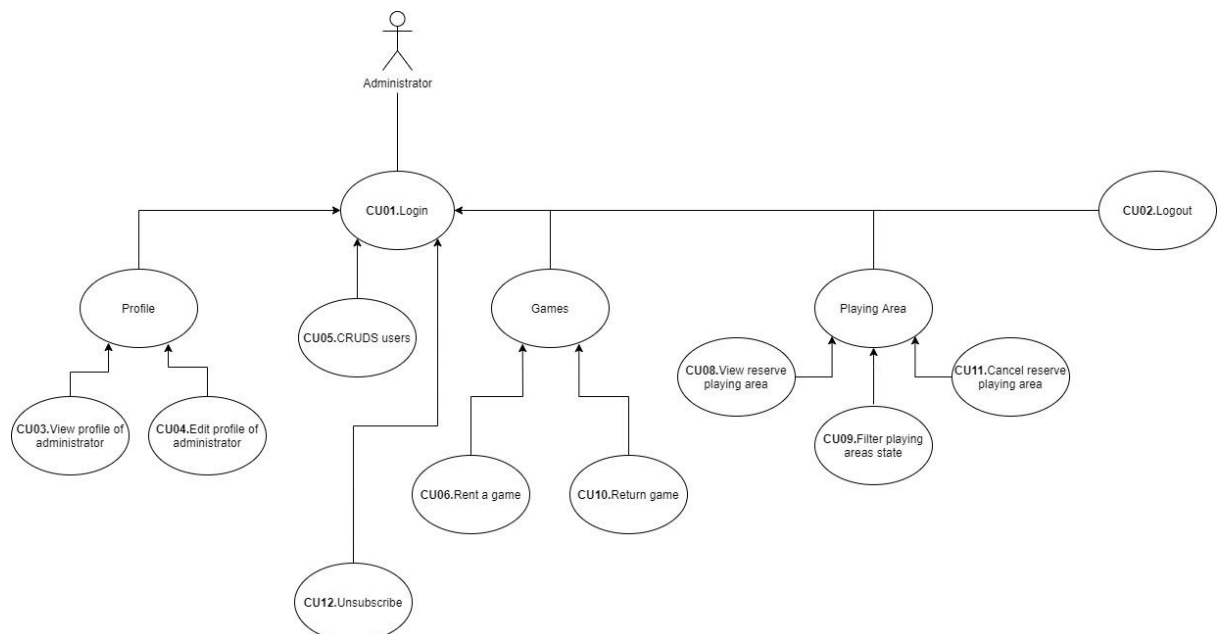 Administrator
CU01.Login
CU02.Logout
Profile
CU05.CRUDS users
Games
Playing Area
CU08.View reserve
playing area
CU11.Cancel reserve
playing area
CU03.View profile of
administrator
CU04.Edit profile of
administrator
CU09.Filter playing
areas state
CU06.Rent a game
CU10.Return game
CU12.Unsubscribe